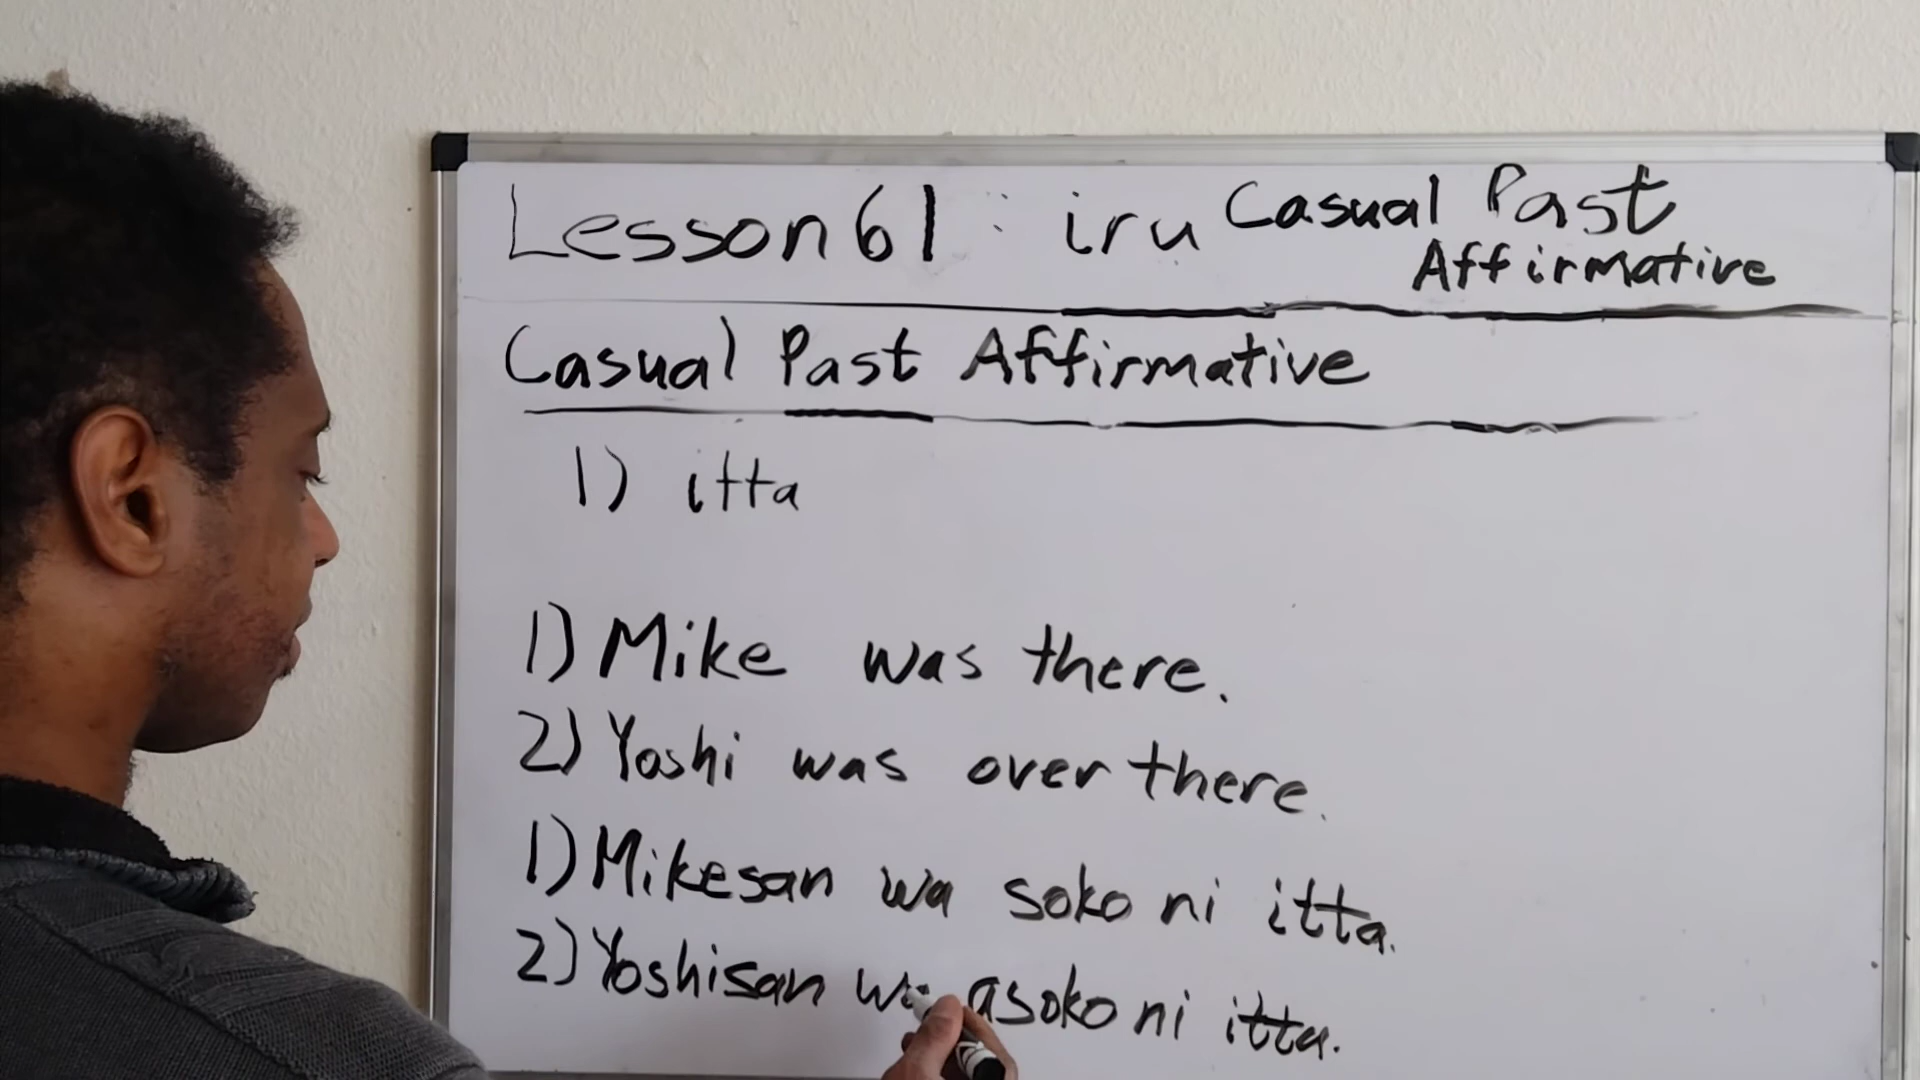 Lesson 61: iru Casual Past
Affirmative
Casual Past Affirmative
1) itta
1) Mike was there.
2) Yoshi was over there.
1) Mikesan wa soko ni itta.
2) Yoshisan wa asoko ni itta.